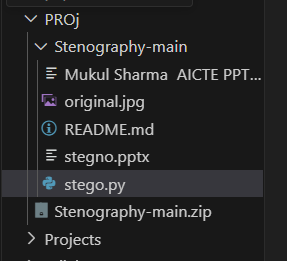 PROj
Stenography-main
Mukul Sharma AICTE PPT...
original.jpg
README.md
stegno.pptx
stego.py
Stenography-main.zip
Projects